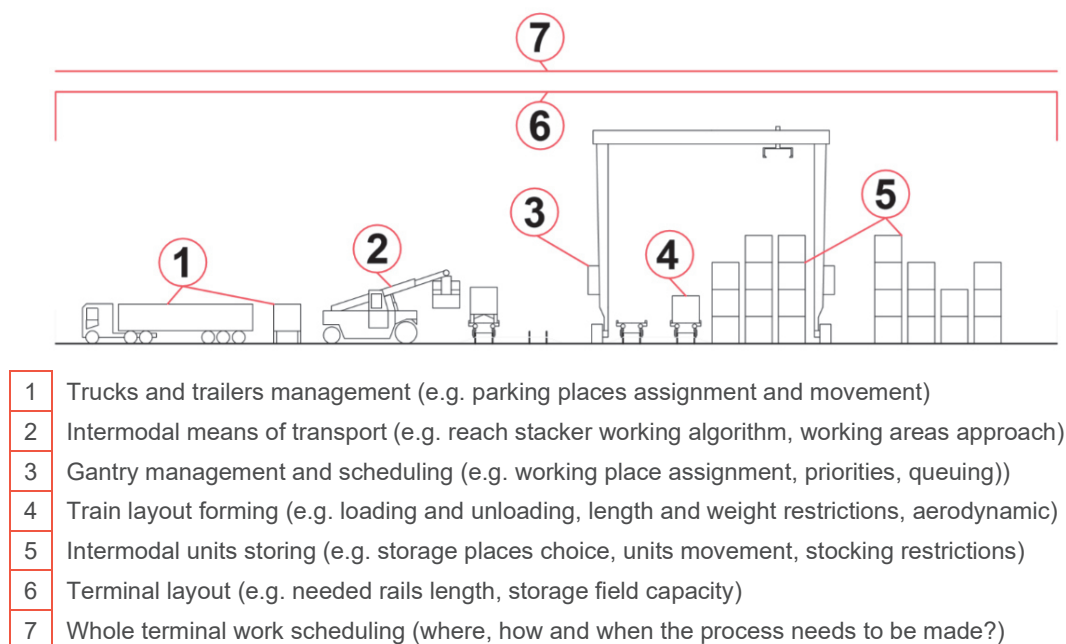 7
6
5
3
2
4
1
1 Trucks and trailers management (e.g. parking places assignment and movement)
2 Intermodal means of transport (e.g. reach stacker working algorithm, working areas approach)
3 Gantry management and scheduling (e.g. working place assignment, priorities, queuing))
4 Train layout forming (e.g. loading and unloading, length and weight restrictions, aerodynamic)
5 Intermodal units storing (e.g. storage places choice, units movement, stocking restrictions)
6 Terminal layout (e.g. needed rails length, storage field capacity)
7 Whole terminal work scheduling (where, how and when the process needs to be made?)